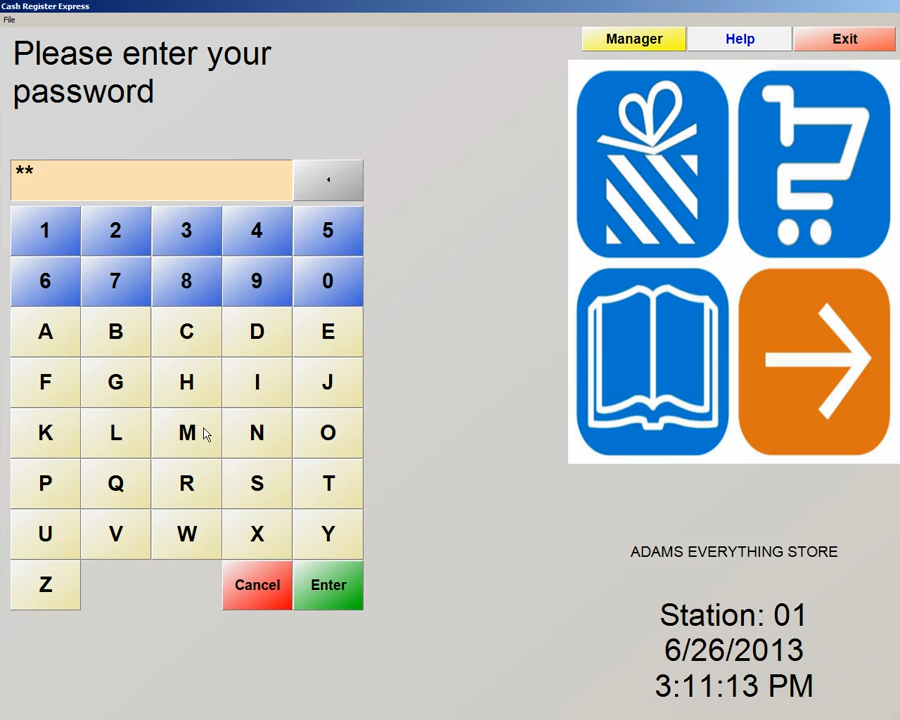 Cash Register Express
File
Manager Help Exit
Please enter your
password
**
1 2 3 4 5
6 7 8 9 0
A B C D E
F G H I J
K L M N O
P Q R S T
U V W X Y
Z Cancel Enter
ADAMS EVERYTHING STORE
Station: 01
6/26/2013
3:11:13 PM